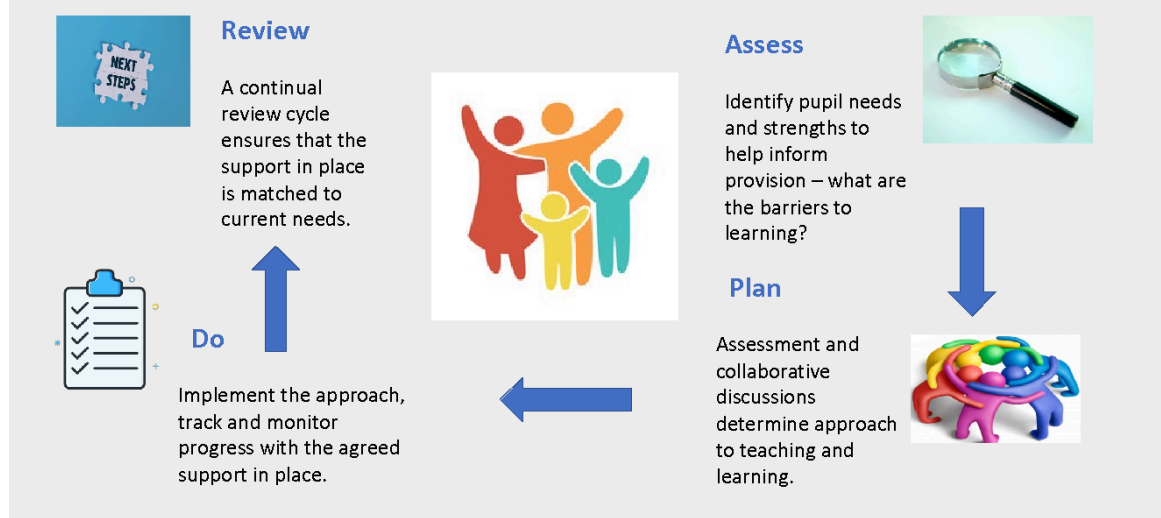 Review
A continual
review cycle
ensures that the
support in place
is matched to
current needs.
NEXT
STEPS
Assess
Identify pupil needs
and strengths to
help inform
provision – what are
the barriers to
learning?
Plan
Assessment and
collaborative
discussions
determine approach
to teaching and
learning.
Do
Implement the approach,
track and monitor
progress with the agreed
support in place.